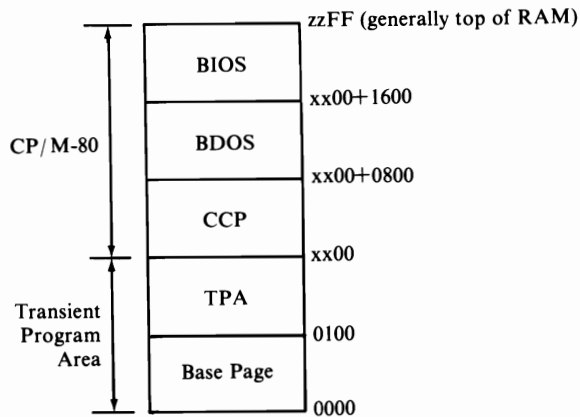 zzFF (generally top of RAM)
BIOS
xx00+1600
CP/M-80
BDOS
xx00+0800
CCP
xx00
Transient
Program
Area
TPA
0100
Base Page
0000